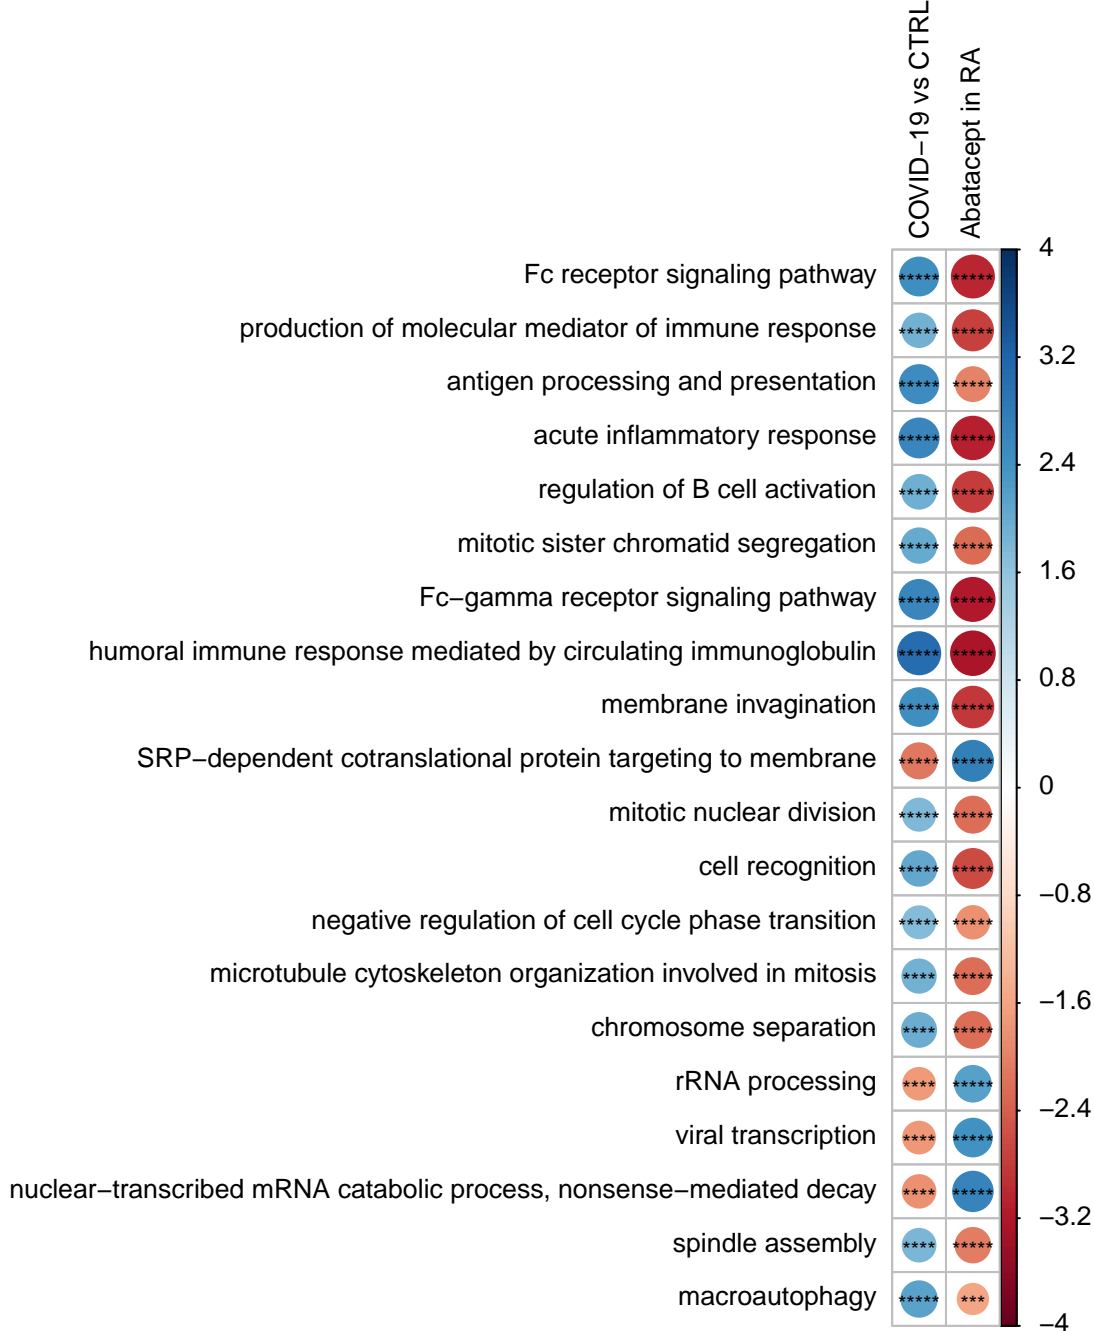 COVID−19 vs CTRL
Abatacept in RA
Fc receptor signaling pathway ***** *****
production of molecular mediator of immune response ***** *****
antigen processing and presentation ***** *****
acute inflammatory response ***** *****
regulation of B cell activation ***** *****
mitotic sister chromatid segregation ***** *****
Fc−gamma receptor signaling pathway ***** *****
humoral immune response mediated by circulating immunoglobulin ***** *****
membrane invagination ***** *****
SRP−dependent cotranslational protein targeting to membrane ***** *****
mitotic nuclear division ***** *****
cell recognition ***** *****
negative regulation of cell cycle phase transition ***** *****
microtubule cytoskeleton organization involved in mitosis **** *****
chromosome separation **** *****
rRNA processing **** *****
viral transcription **** *****
nuclear−transcribed mRNA catabolic process, nonsense−mediated decay **** *****
spindle assembly **** *****
macroautophagy ***** ***
4
3.2
2.4
1.6
0.8
0
−0.8
−1.6
−2.4
−3.2
−4